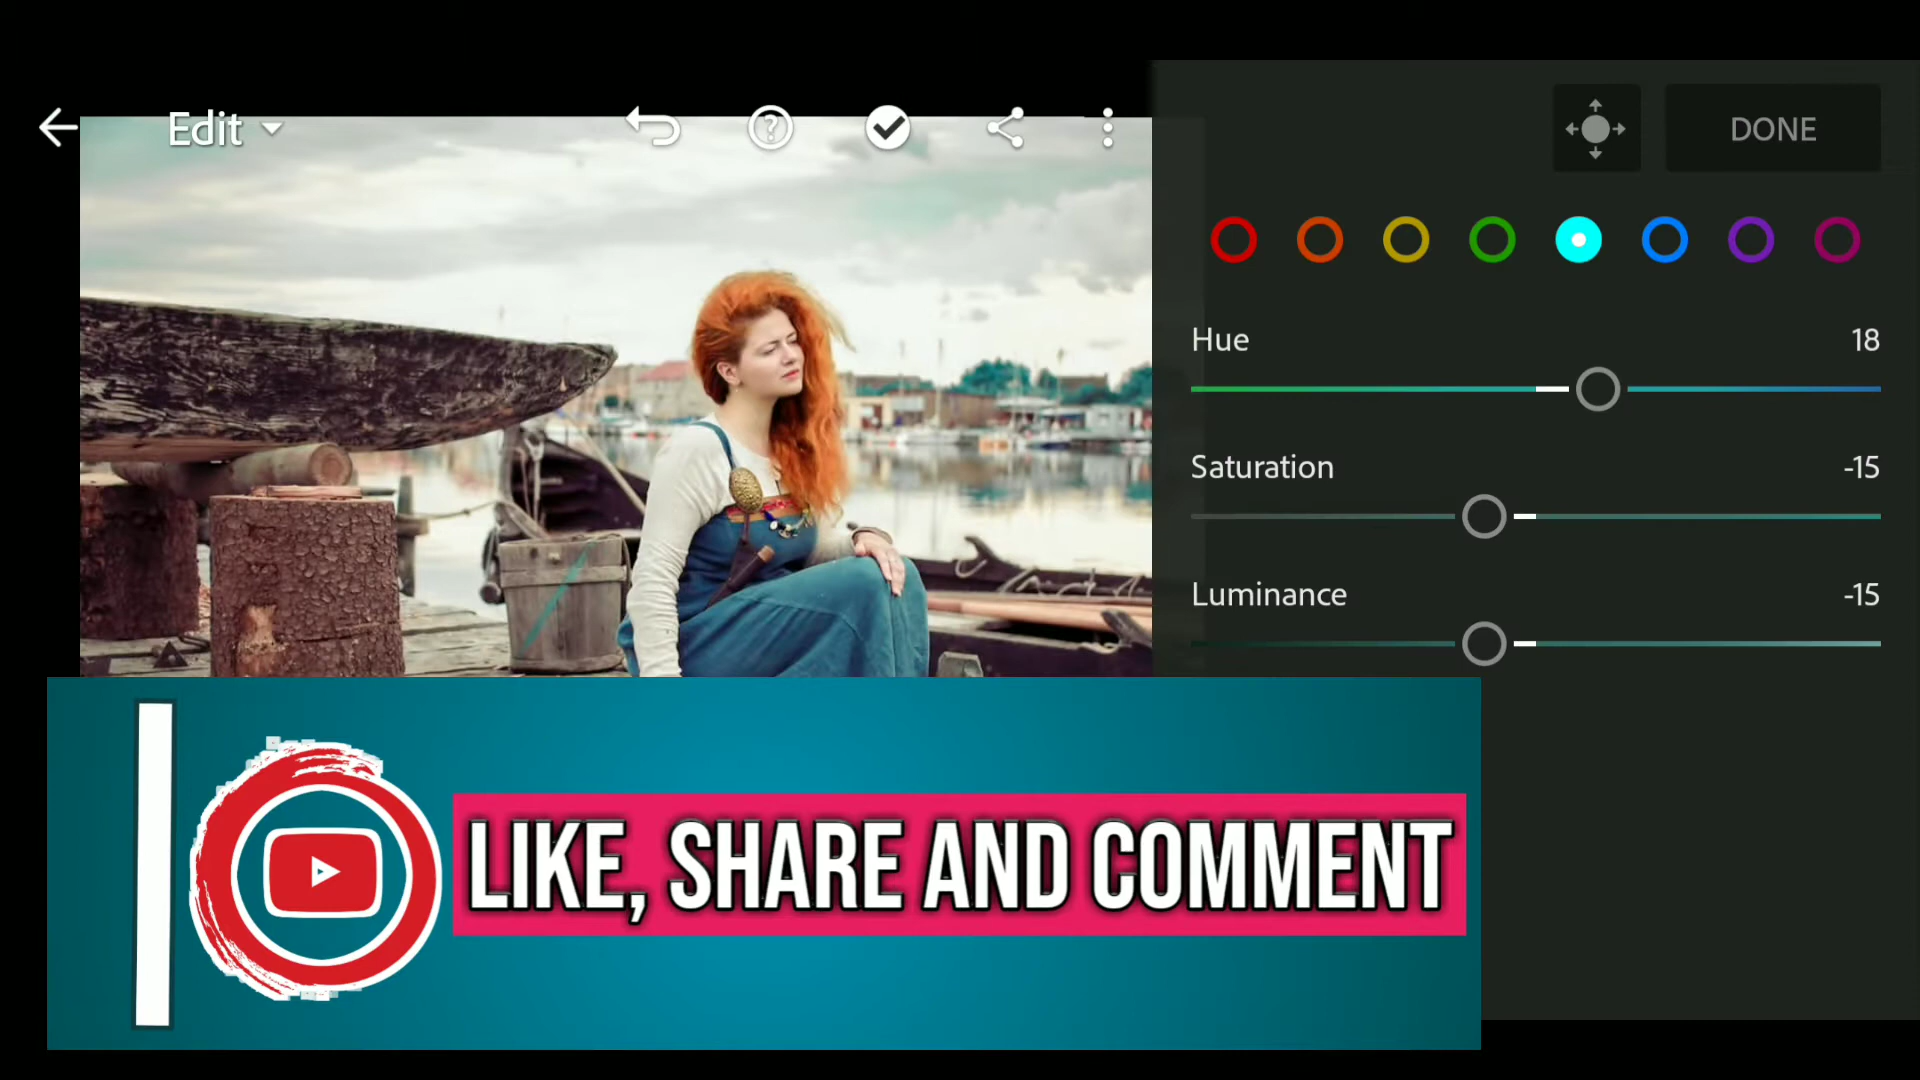 Edit
DONE
Hue 18
Saturation -15
Luminance -15
LIKE, SHARE AND COMMENT